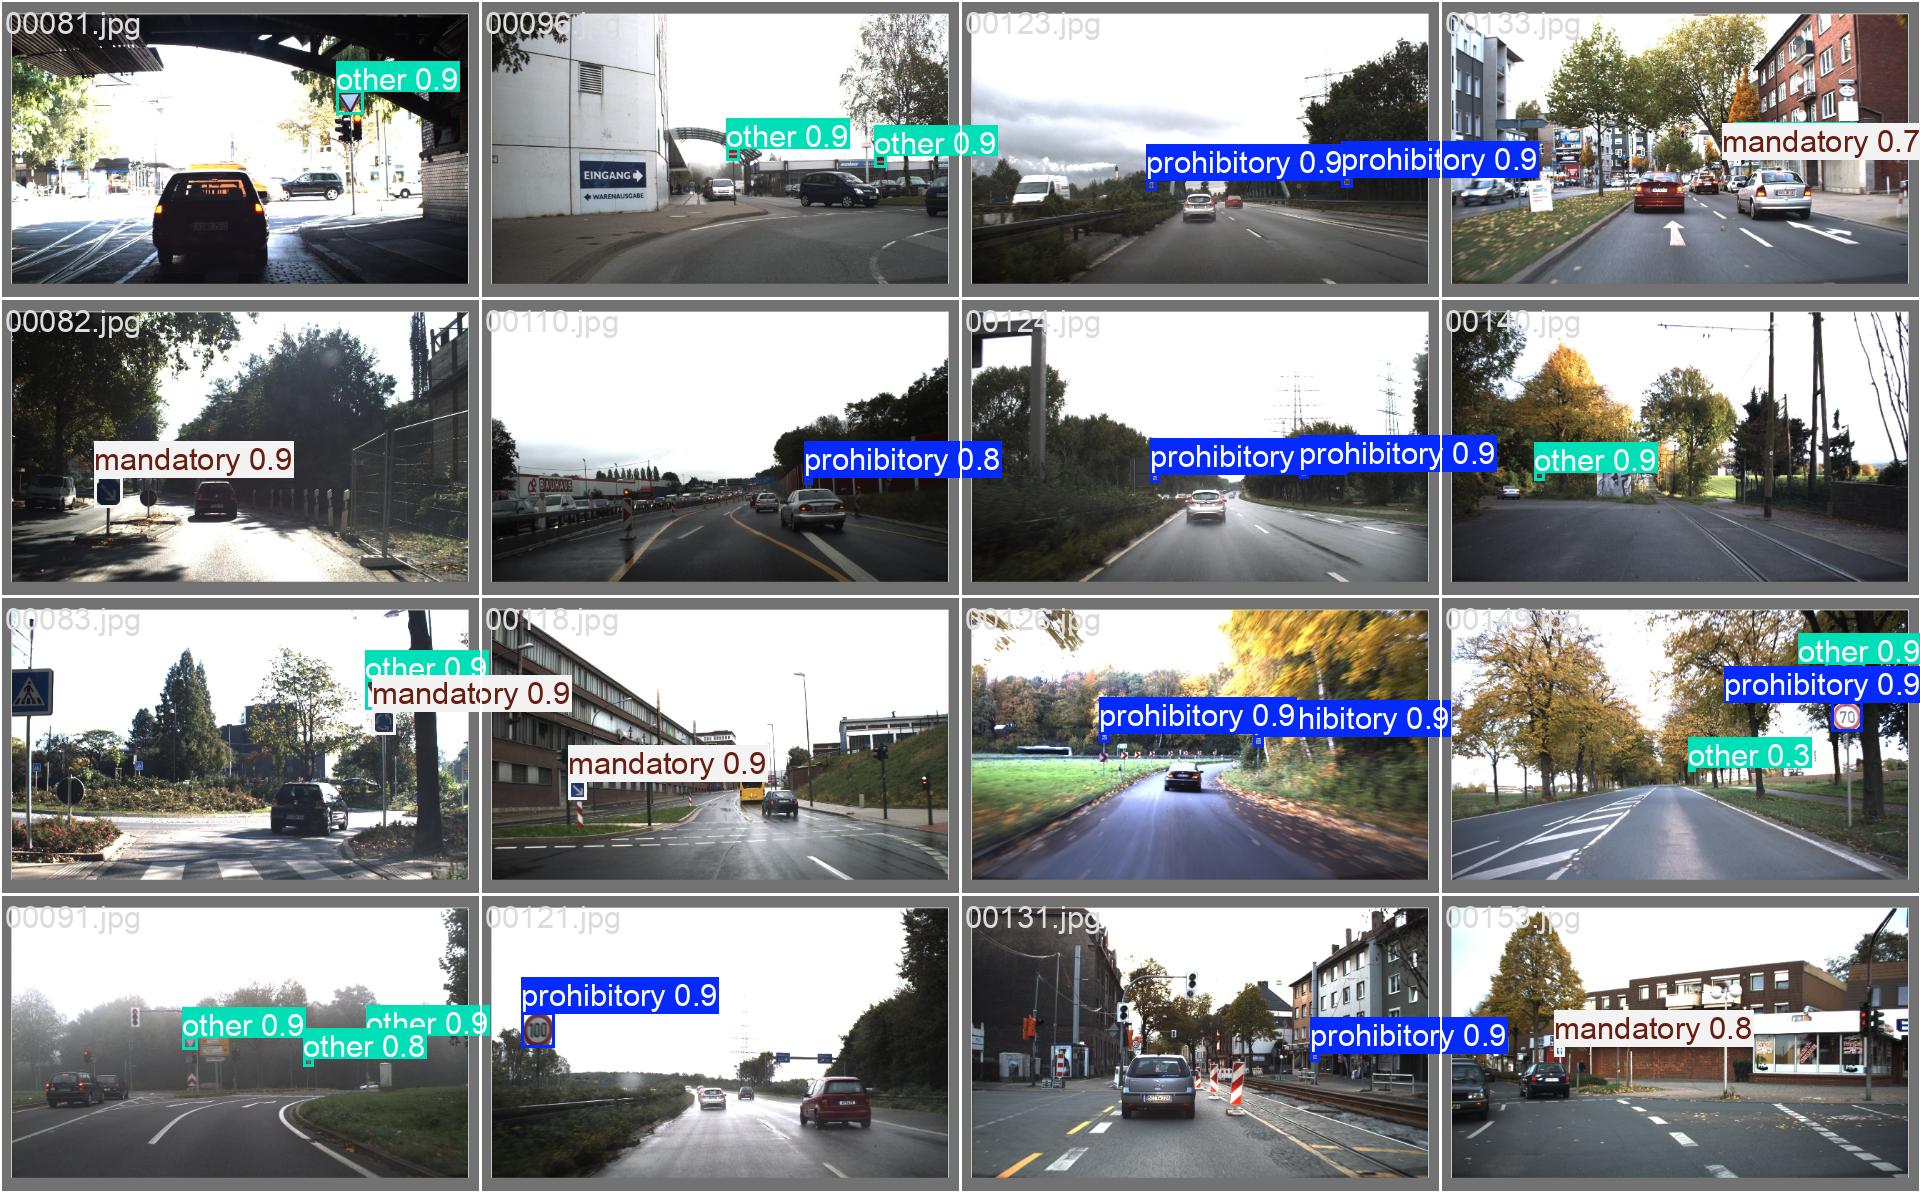 00081.jpg
other 0.9
00096.jpg
other 0.9
other 0.9
EINGANG
WARENAUSGABE
00123.jpg
prohibitory 0.9
prohibitory 0.9
00133.jpg
mandatory 0.7
00082.jpg
mandatory 0.9
00110.jpg
prohibitory 0.8
BAUHAUS
00124.jpg
prohibitory
prohibitory 0.9
00140.jpg
other 0.9
00083.jpg
other 0.9
mandatory 0.9
00118.jpg
mandatory 0.9
00126.jpg
prohibitory 0.9
hibitory 0.9
00149.jpg
other 0.9
prohibitory 0.9
70
other 0.3
00091.jpg
other 0.9
other 0.9
other 0.8
00121.jpg
prohibitory 0.9
100
00131.jpg
prohibitory 0.9
00153.jpg
mandatory 0.8